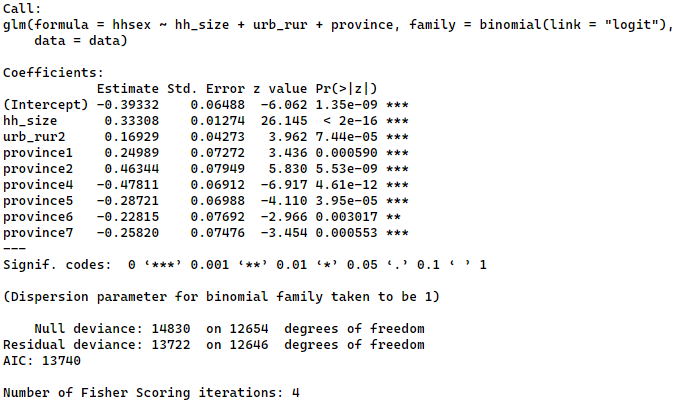 Call:
glm(formula = hhsex ~ hh_size + urb_rur + province, family = binomial(link = "logit"),
    data = data)
Coefficients:
            Estimate Std. Error z value Pr(>|z|)
(Intercept) -0.39332    0.06488  -6.062 1.35e-09 ***
hh_size      0.33308    0.01274  26.145  < 2e-16 ***
urb_rur2     0.16929    0.04273   3.962 7.44e-05 ***
province1    0.24989    0.07272   3.436 0.000590 ***
province2    0.46344    0.07949   5.830 5.53e-09 ***
province4   -0.47811    0.06912  -6.917 4.61e-12 ***
province5   -0.28721    0.06988  -4.110 3.95e-05 ***
province6   -0.22815    0.07692  -2.966 0.003017 **
province7   -0.25820    0.07476  -3.454 0.000553 ***
---
Signif. codes:  0 ‘***’ 0.001 ‘**’ 0.01 ‘*’ 0.05 ‘.’ 0.1 ‘ ’ 1
(Dispersion parameter for binomial family taken to be 1)
    Null deviance: 14830  on 12654  degrees of freedom
Residual deviance: 13722  on 12646  degrees of freedom
AIC: 13740
Number of Fisher Scoring iterations: 4